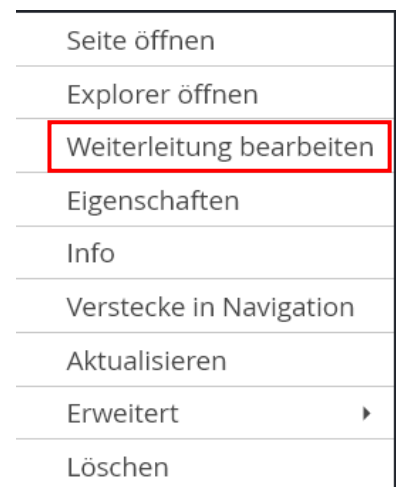 Seite öffnen
Explorer öffnen
Weiterleitung bearbeiten
Eigenschaften
Info
Verstecke in Navigation
Aktualisieren
Erweitert
Löschen